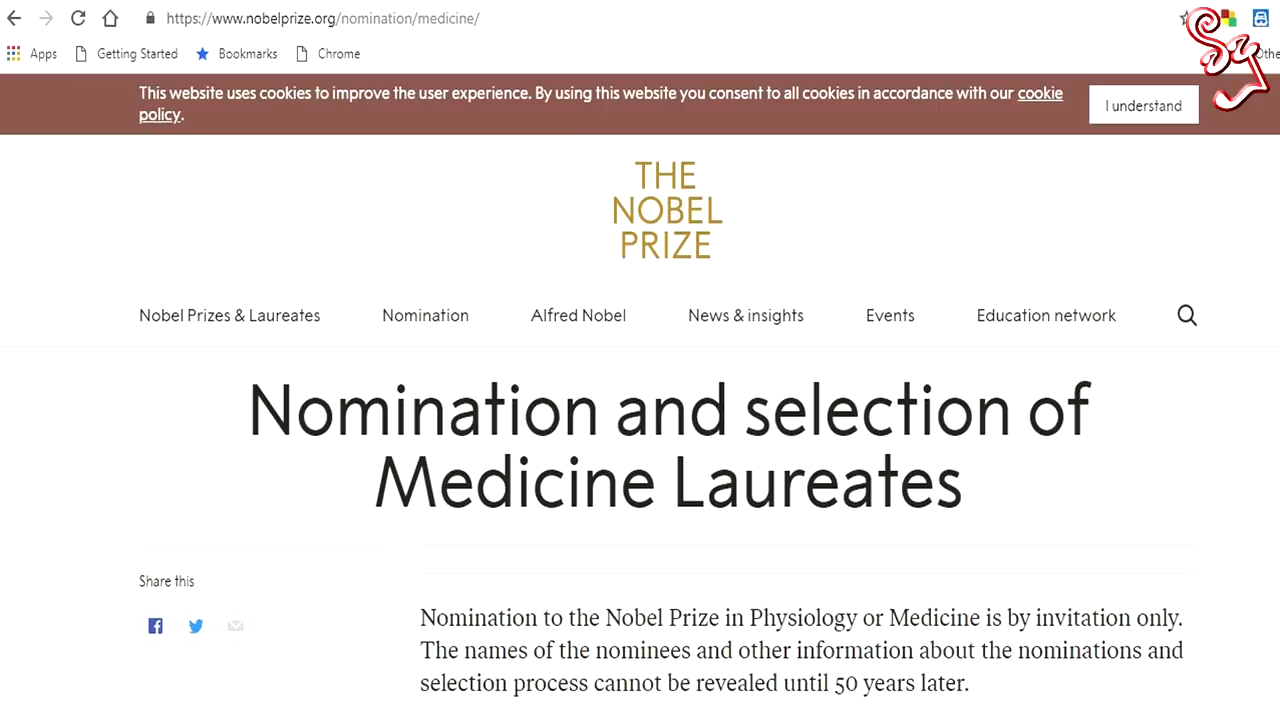 https://www.nobelprize.org/nomination/medicine/
Apps Getting Started Bookmarks Chrome Othe
This website uses cookies to improve the user experience. By using this website you consent to all cookies in accordance with our cookie
policy.
I understand
THE
NOBEL
PRIZE
Nobel Prizes & Laureates Nomination Alfred Nobel News & insights Events Education network
Nomination and selection of
Medicine Laureates
Share this
Nomination to the Nobel Prize in Physiology or Medicine is by invitation only.
The names of the nominees and other information about the nominations and
selection process cannot be revealed until 50 years later.